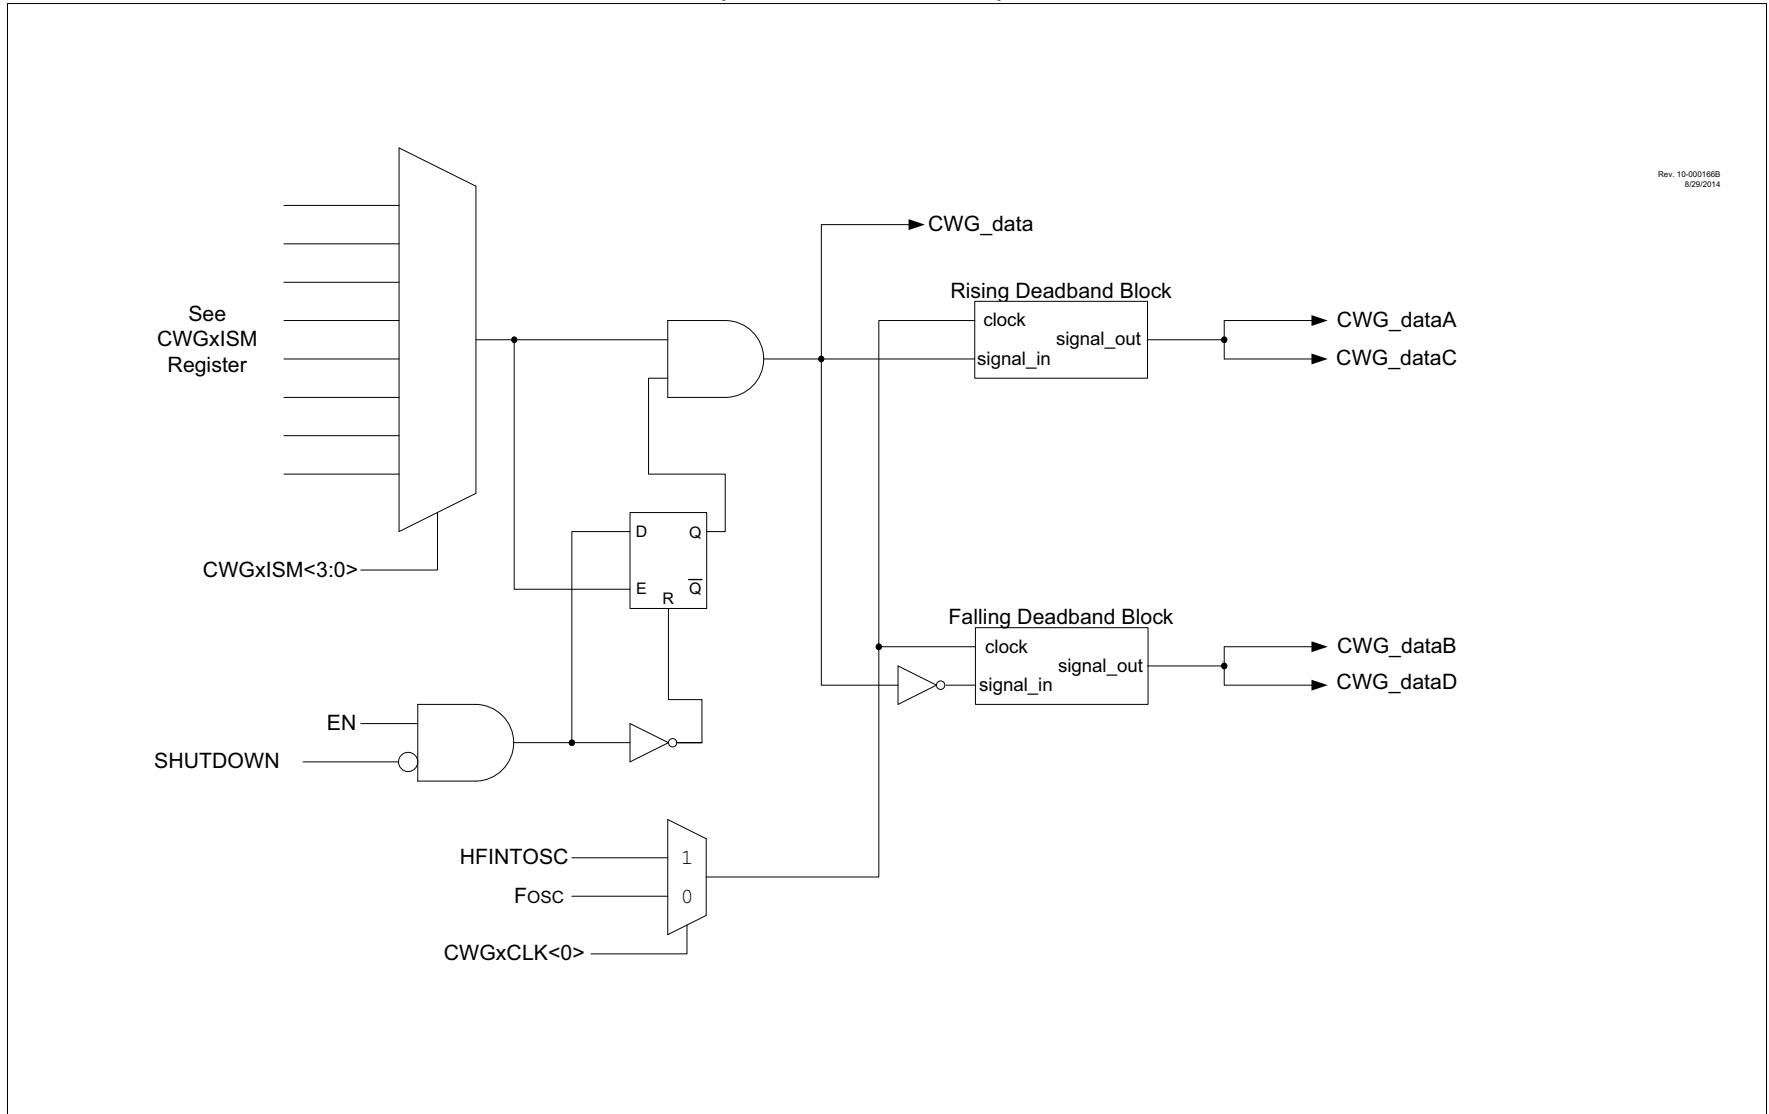 Rev. 10-000166B
8/29/2014
CWG_data
Rising Deadband Block
clock
signal_out
signal_in
CWG_dataA
CWG_dataC
See
CWGxISM
Register
D
Q
E
Q̅
R
CWGxISM<3:0>
Falling Deadband Block
clock
signal_out
signal_in
CWG_dataB
CWG_dataD
EN
SHUTDOWN
HFINTOSC
1
FOSC
0
CWGxCLK<0>